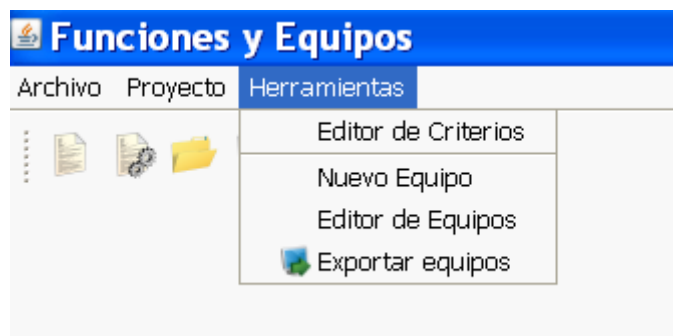 Funciones y Equipos
Archivo Proyecto Herramientas
Editor de Criterios
Nuevo Equipo
Editor de Equipos
Exportar equipos